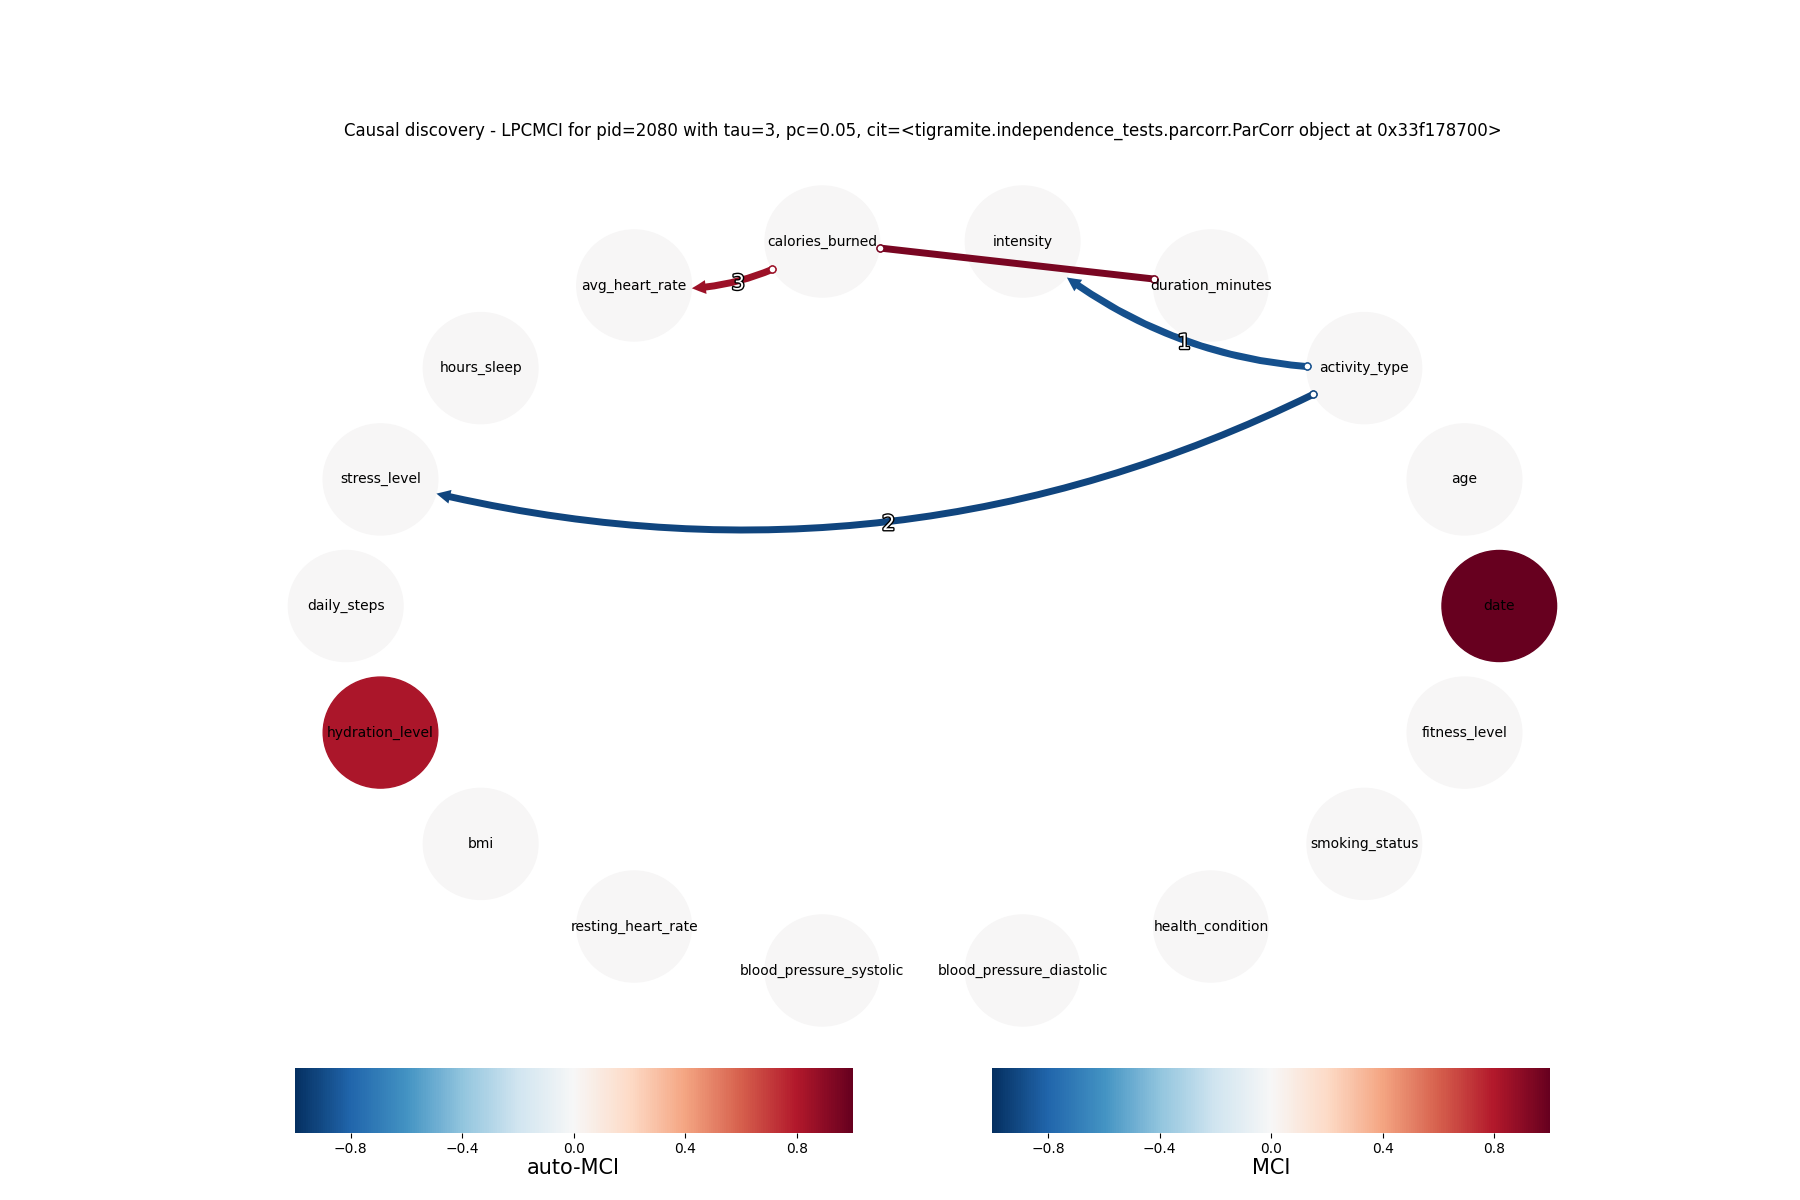 Causal discovery - LPCMCI for pid=2080 with tau=3, pc=0.05, cit=<tigramite.independence_tests.parcorr.ParCorr object at 0x33f178700>
calories_burned
intensity
avg_heart_rate
3
duration_minutes
1
hours_sleep
activity_type
stress_level
age
2
daily_steps
date
hydration_level
fitness_level
bmi
smoking_status
resting_heart_rate
health_condition
blood_pressure_systolic
blood_pressure_diastolic
−0.8 −0.4 0.0 0.4 0.8
auto-MCI
−0.8 −0.4 0.0 0.4 0.8
MCI